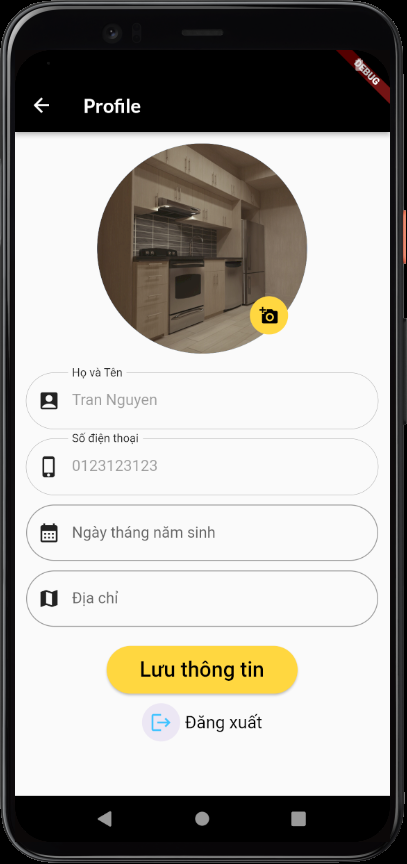 DEBUG
Profile
Họ và Tên
Tran Nguyen
Số điện thoại
0123123123
Ngày tháng năm sinh
Địa chỉ
Lưu thông tin
Đăng xuất